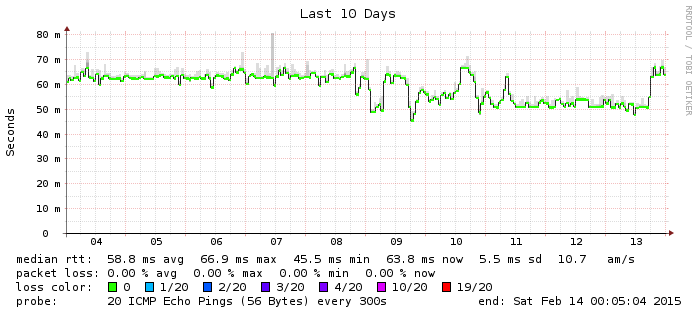 Last 10 Days
RRDTOOL / TOBI OETIKER
Seconds
80 m
70 m
60 m
50 m
40 m
30 m
20 m
10 m
0
04 05 06 07 08 09 10 11 12 13
median rtt: 58.8 ms avg 66.9 ms max 45.5 ms min 63.8 ms now 5.5 ms sd 10.7 am/s
packet loss: 0.00 % avg 0.00 % max 0.00 % min 0.00 % now
loss color: 0 1/20 2/20 3/20 4/20 10/20 19/20
probe: 20 ICMP Echo Pings (56 Bytes) every 300s end: Sat Feb 14 00:05:04 2015